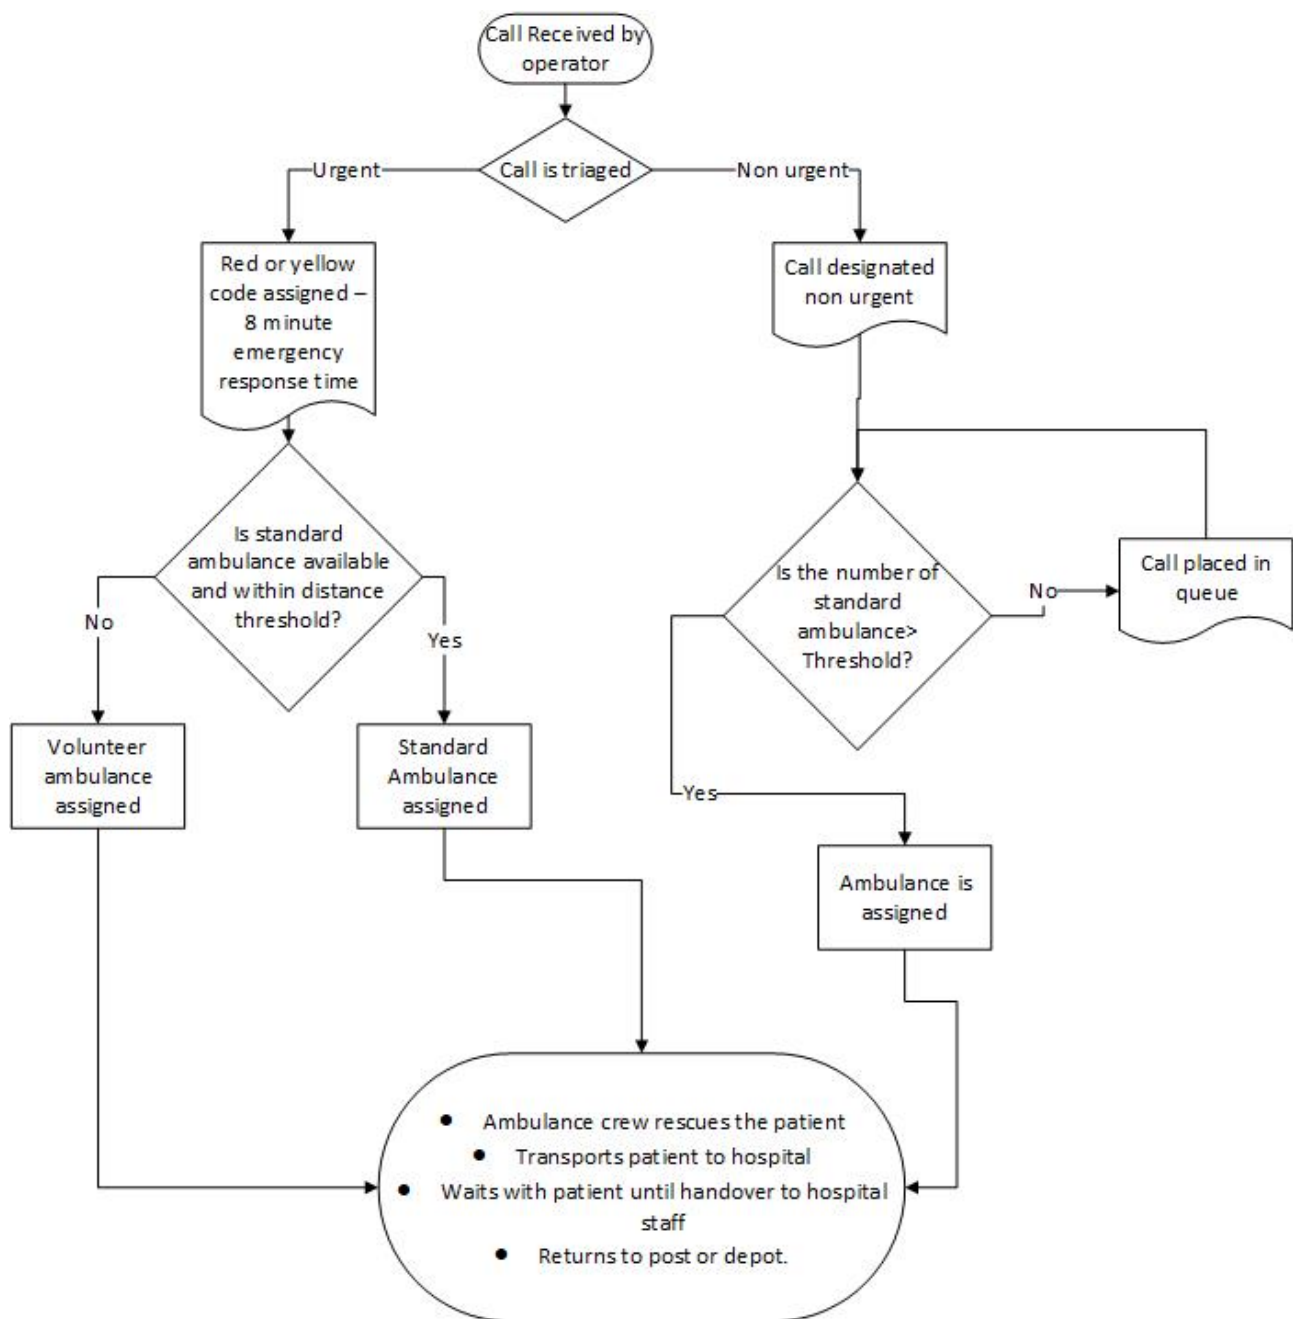 Call Received by
operator
Urgent
Call is triaged
Non urgent
Red or yellow
code assigned –
8 minute
emergency
response time
Call designated
non urgent
Is standard
ambulance available
and within distance
threshold?
No
Yes
Is the number of
standard
ambulance>
Threshold?
No
Call placed in
queue
Yes
Volunteer
ambulance
assigned
Standard
Ambulance
assigned
Ambulance is
assigned
● Ambulance crew rescues the patient
● Transports patient to hospital
● Waits with patient until handover to hospital
staff
● Returns to post or depot.